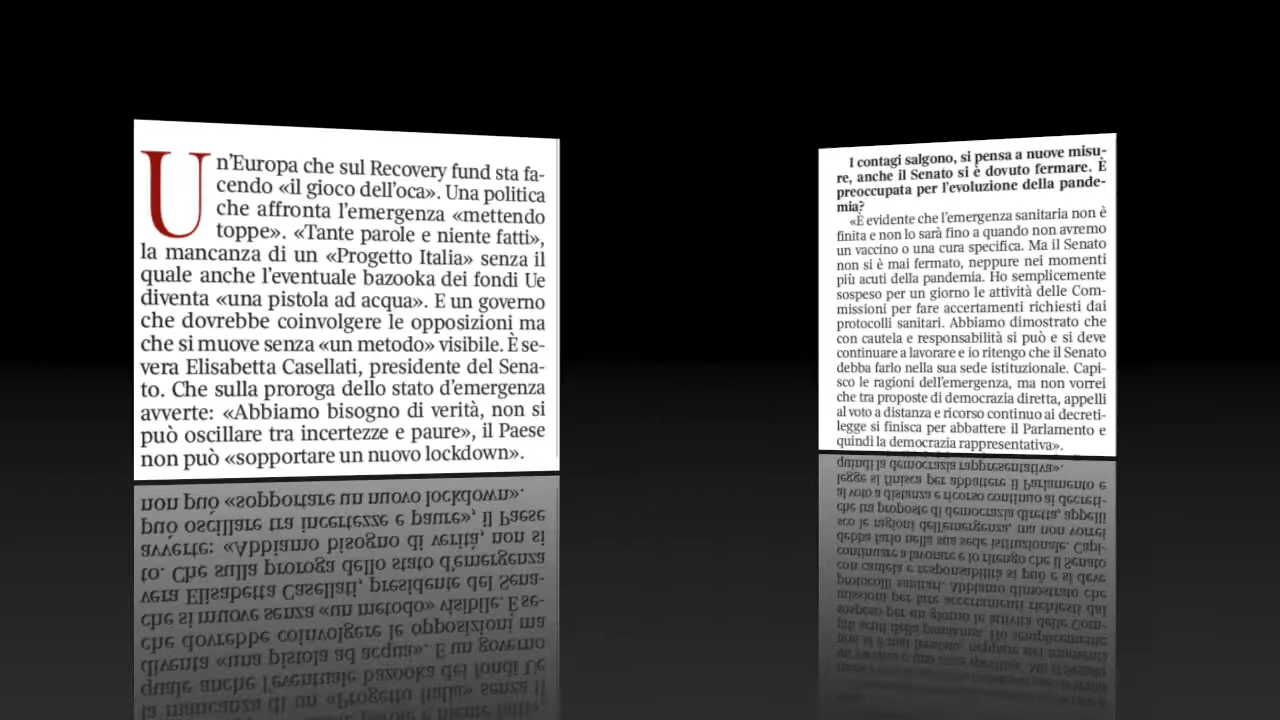 Un'Europa che sul Recovery fund sta fa-
cendo «il gioco dell'oca». Una politica
che affronta l'emergenza «mettendo
toppe». «Tante parole e niente fatti»,
la mancanza di un «Progetto Italia» senza il
quale anche l'eventuale bazooka dei fondi Ue
diventa «una pistola ad acqua». E un governo
che dovrebbe coinvolgere le opposizioni ma
che si muove senza «un metodo» visibile. È se-
vera Elisabetta Casellati, presidente del Sena-
to. Che sulla proroga dello stato d'emergenza
avverte: «Abbiamo bisogno di verità, non si
può oscillare tra incertezze e paure», il Paese
non può «sopportare un nuovo lockdown».
I contagi salgono, si pensa a nuove misu-
re, anche il Senato si è dovuto fermare. È
preoccupata per l'evoluzione della pande-
mia?
«È evidente che l'emergenza sanitaria non è
finita e non lo sarà fino a quando non avremo
un vaccino o una cura specifica. Ma il Senato
non si è mai fermato, neppure nei momenti
più acuti della pandemia. Ho semplicemente
sospeso per un giorno le attività delle Com-
missioni per fare accertamenti richiesti dai
protocolli sanitari. Abbiamo dimostrato che
con cautela e responsabilità si può e si deve
continuare a lavorare e io ritengo che il Senato
debba farlo nella sua sede istituzionale. Capi-
sco le ragioni dell'emergenza, ma non vorrei
che tra proposte di democrazia diretta, appelli
al voto a distanza e ricorso continuo ai decreti-
legge si finisca per abbattere il Parlamento e
quindi la democrazia rappresentativa».